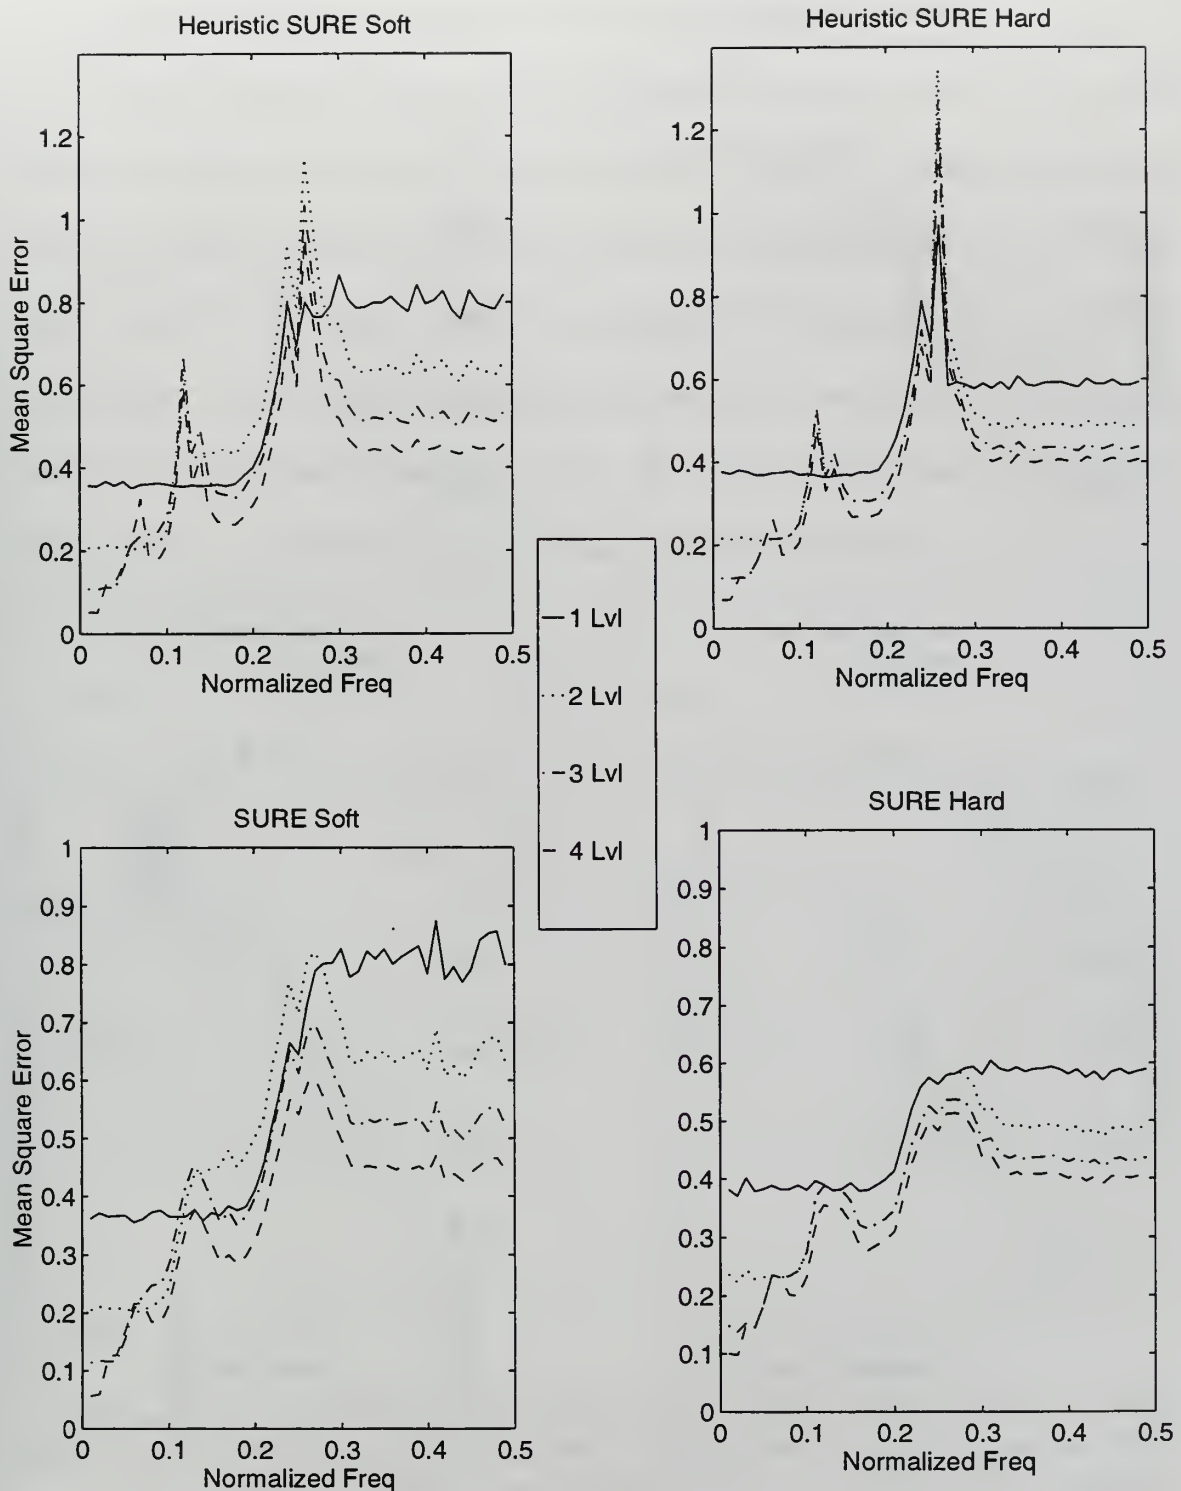 Heuristic SURE Soft
Mean Square Error
1.2
1
0.8
0.6
0.4
0.2
0
0 0.1 0.2 0.3 0.4 0.5
Normalized Freq
Heuristic SURE Hard
1.2
1
0.8
0.6
0.4
0.2
0
0 0.1 0.2 0.3 0.4 0.5
Normalized Freq
1 Lvl
2 Lvl
3 Lvl
4 Lvl
SURE Soft
Mean Square Error
1
0.9
0.8
0.7
0.6
0.5
0.4
0.3
0.2
0.1
0
0 0.1 0.2 0.3 0.4 0.5
Normalized Freq
SURE Hard
1
0.9
0.8
0.7
0.6
0.5
0.4
0.3
0.2
0.1
0
0 0.1 0.2 0.3 0.4 0.5
Normalized Freq